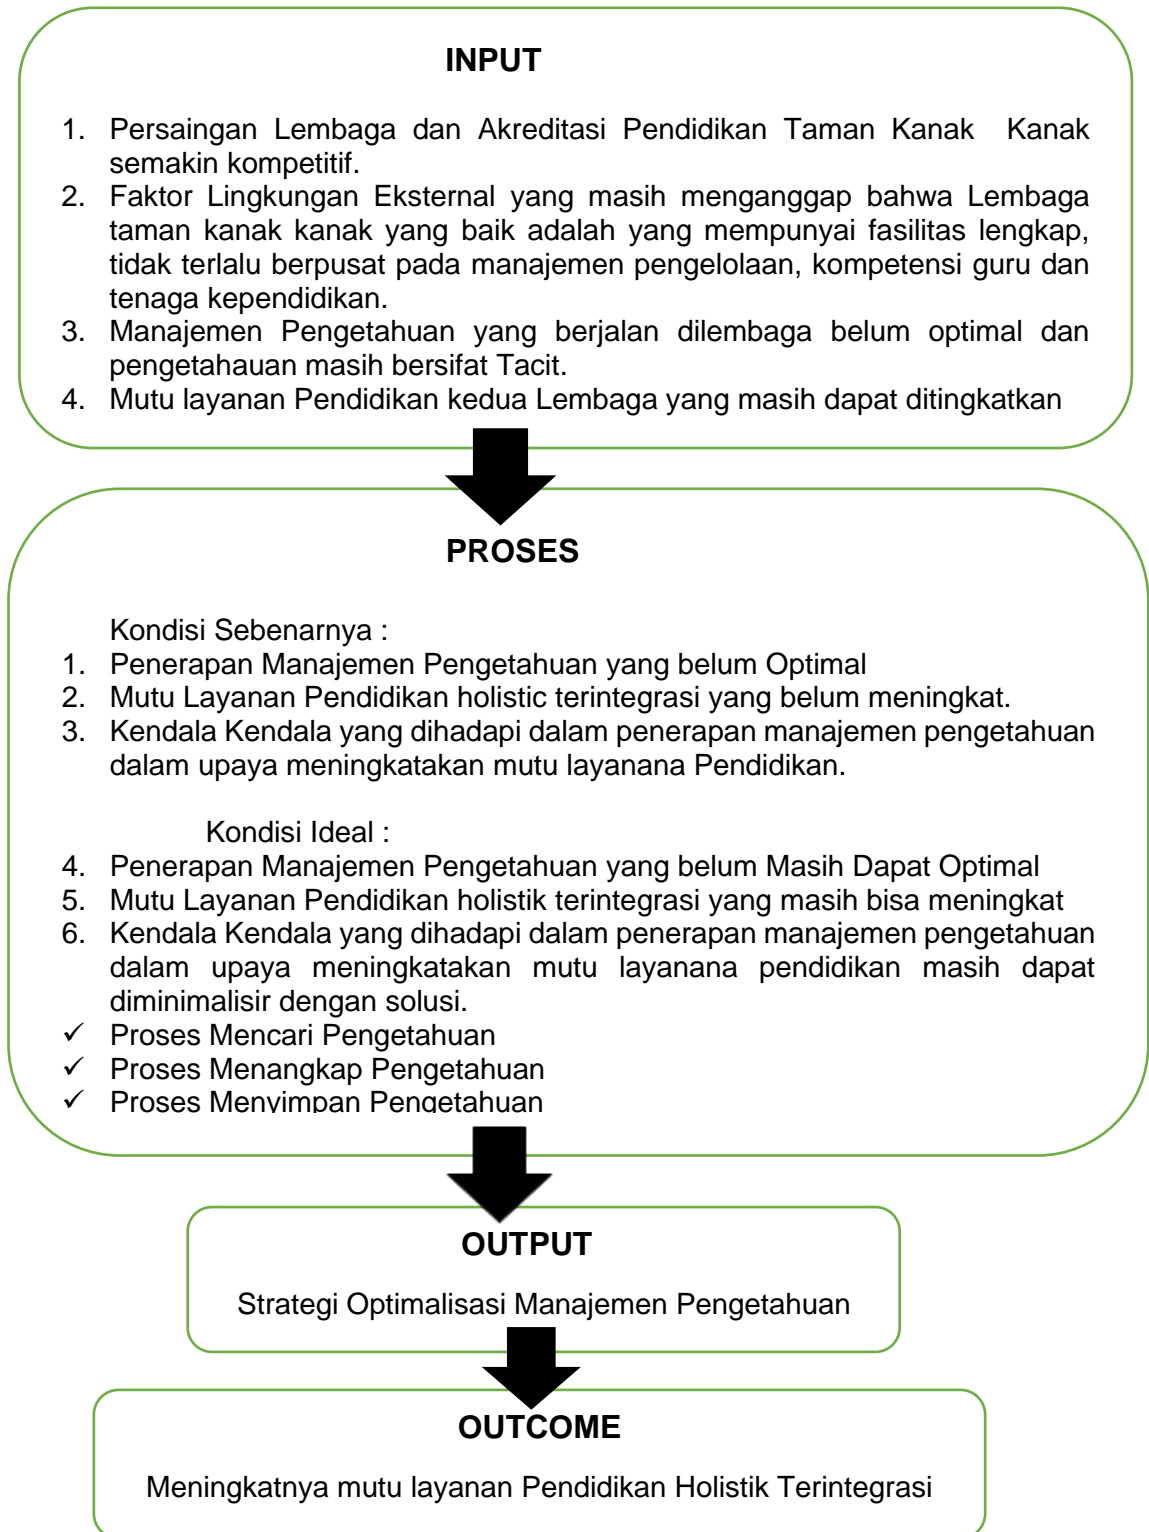 INPUT
1. Persaingan Lembaga dan Akreditasi Pendidikan Taman Kanak Kanak
semakin kompetitif.
2. Faktor Lingkungan Eksternal yang masih menganggap bahwa Lembaga
taman kanak kanak yang baik adalah yang mempunyai fasilitas lengkap,
tidak terlalu berpusat pada manajemen pengelolaan, kompetensi guru dan
tenaga kependidikan.
3. Manajemen Pengetahuan yang berjalan dilembaga belum optimal dan
pengetahauan masih bersifat Tacit.
4. Mutu layanan Pendidikan kedua Lembaga yang masih dapat ditingkatkan
PROSES
Kondisi Sebenarnya :
1. Penerapan Manajemen Pengetahuan yang belum Optimal
2. Mutu Layanan Pendidikan holistic terintegrasi yang belum meningkat.
3. Kendala Kendala yang dihadapi dalam penerapan manajemen pengetahuan
dalam upaya meningkatakan mutu layanana Pendidikan.
Kondisi Ideal :
4. Penerapan Manajemen Pengetahuan yang belum Masih Dapat Optimal
5. Mutu Layanan Pendidikan holistik terintegrasi yang masih bisa meningkat
6. Kendala Kendala yang dihadapi dalam penerapan manajemen pengetahuan
dalam upaya meningkatakan mutu layanana pendidikan masih dapat
diminimalisir dengan solusi.
✓ Proses Mencari Pengetahuan
✓ Proses Menangkap Pengetahuan
✓ Proses Menyimpan Pengetahuan
OUTPUT
Strategi Optimalisasi Manajemen Pengetahuan
OUTCOME
Meningkatnya mutu layanan Pendidikan Holistik Terintegrasi